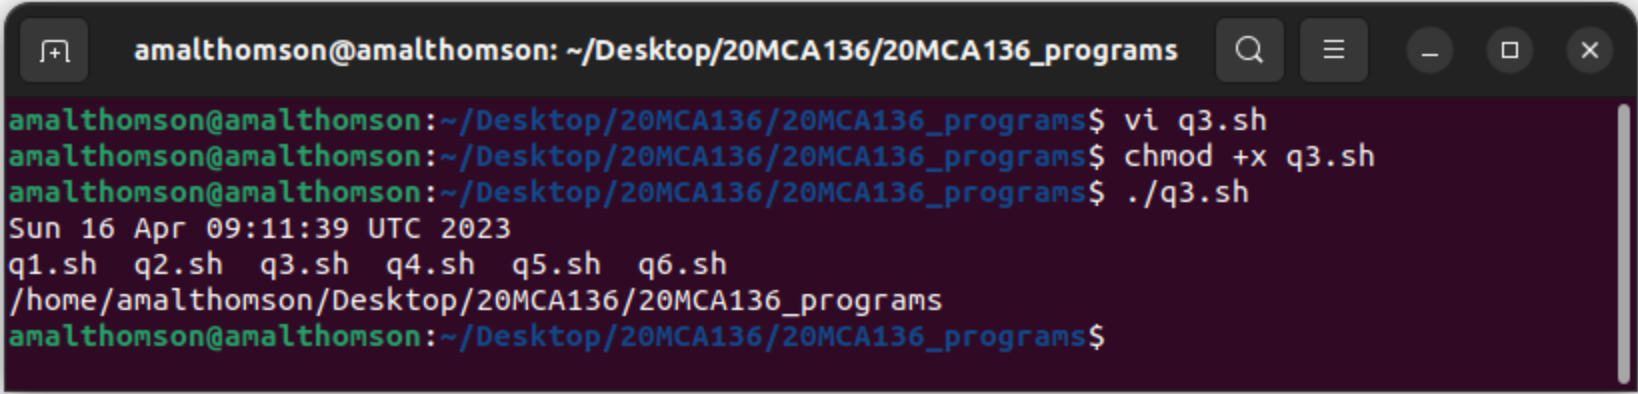 amalthomson@amalthomson: ~/Desktop/20MCA136/20MCA136_programs
amalthomson@amalthomson:~/Desktop/20MCA136/20MCA136_programs$ vi q3.sh
amalthomson@amalthomson:~/Desktop/20MCA136/20MCA136_programs$ chmod +x q3.sh
amalthomson@amalthomson:~/Desktop/20MCA136/20MCA136_programs$ ./q3.sh
Sun 16 Apr 09:11:39 UTC 2023
q1.sh  q2.sh  q3.sh  q4.sh  q5.sh  q6.sh
/home/amalthomson/Desktop/20MCA136/20MCA136_programs
amalthomson@amalthomson:~/Desktop/20MCA136/20MCA136_programs$